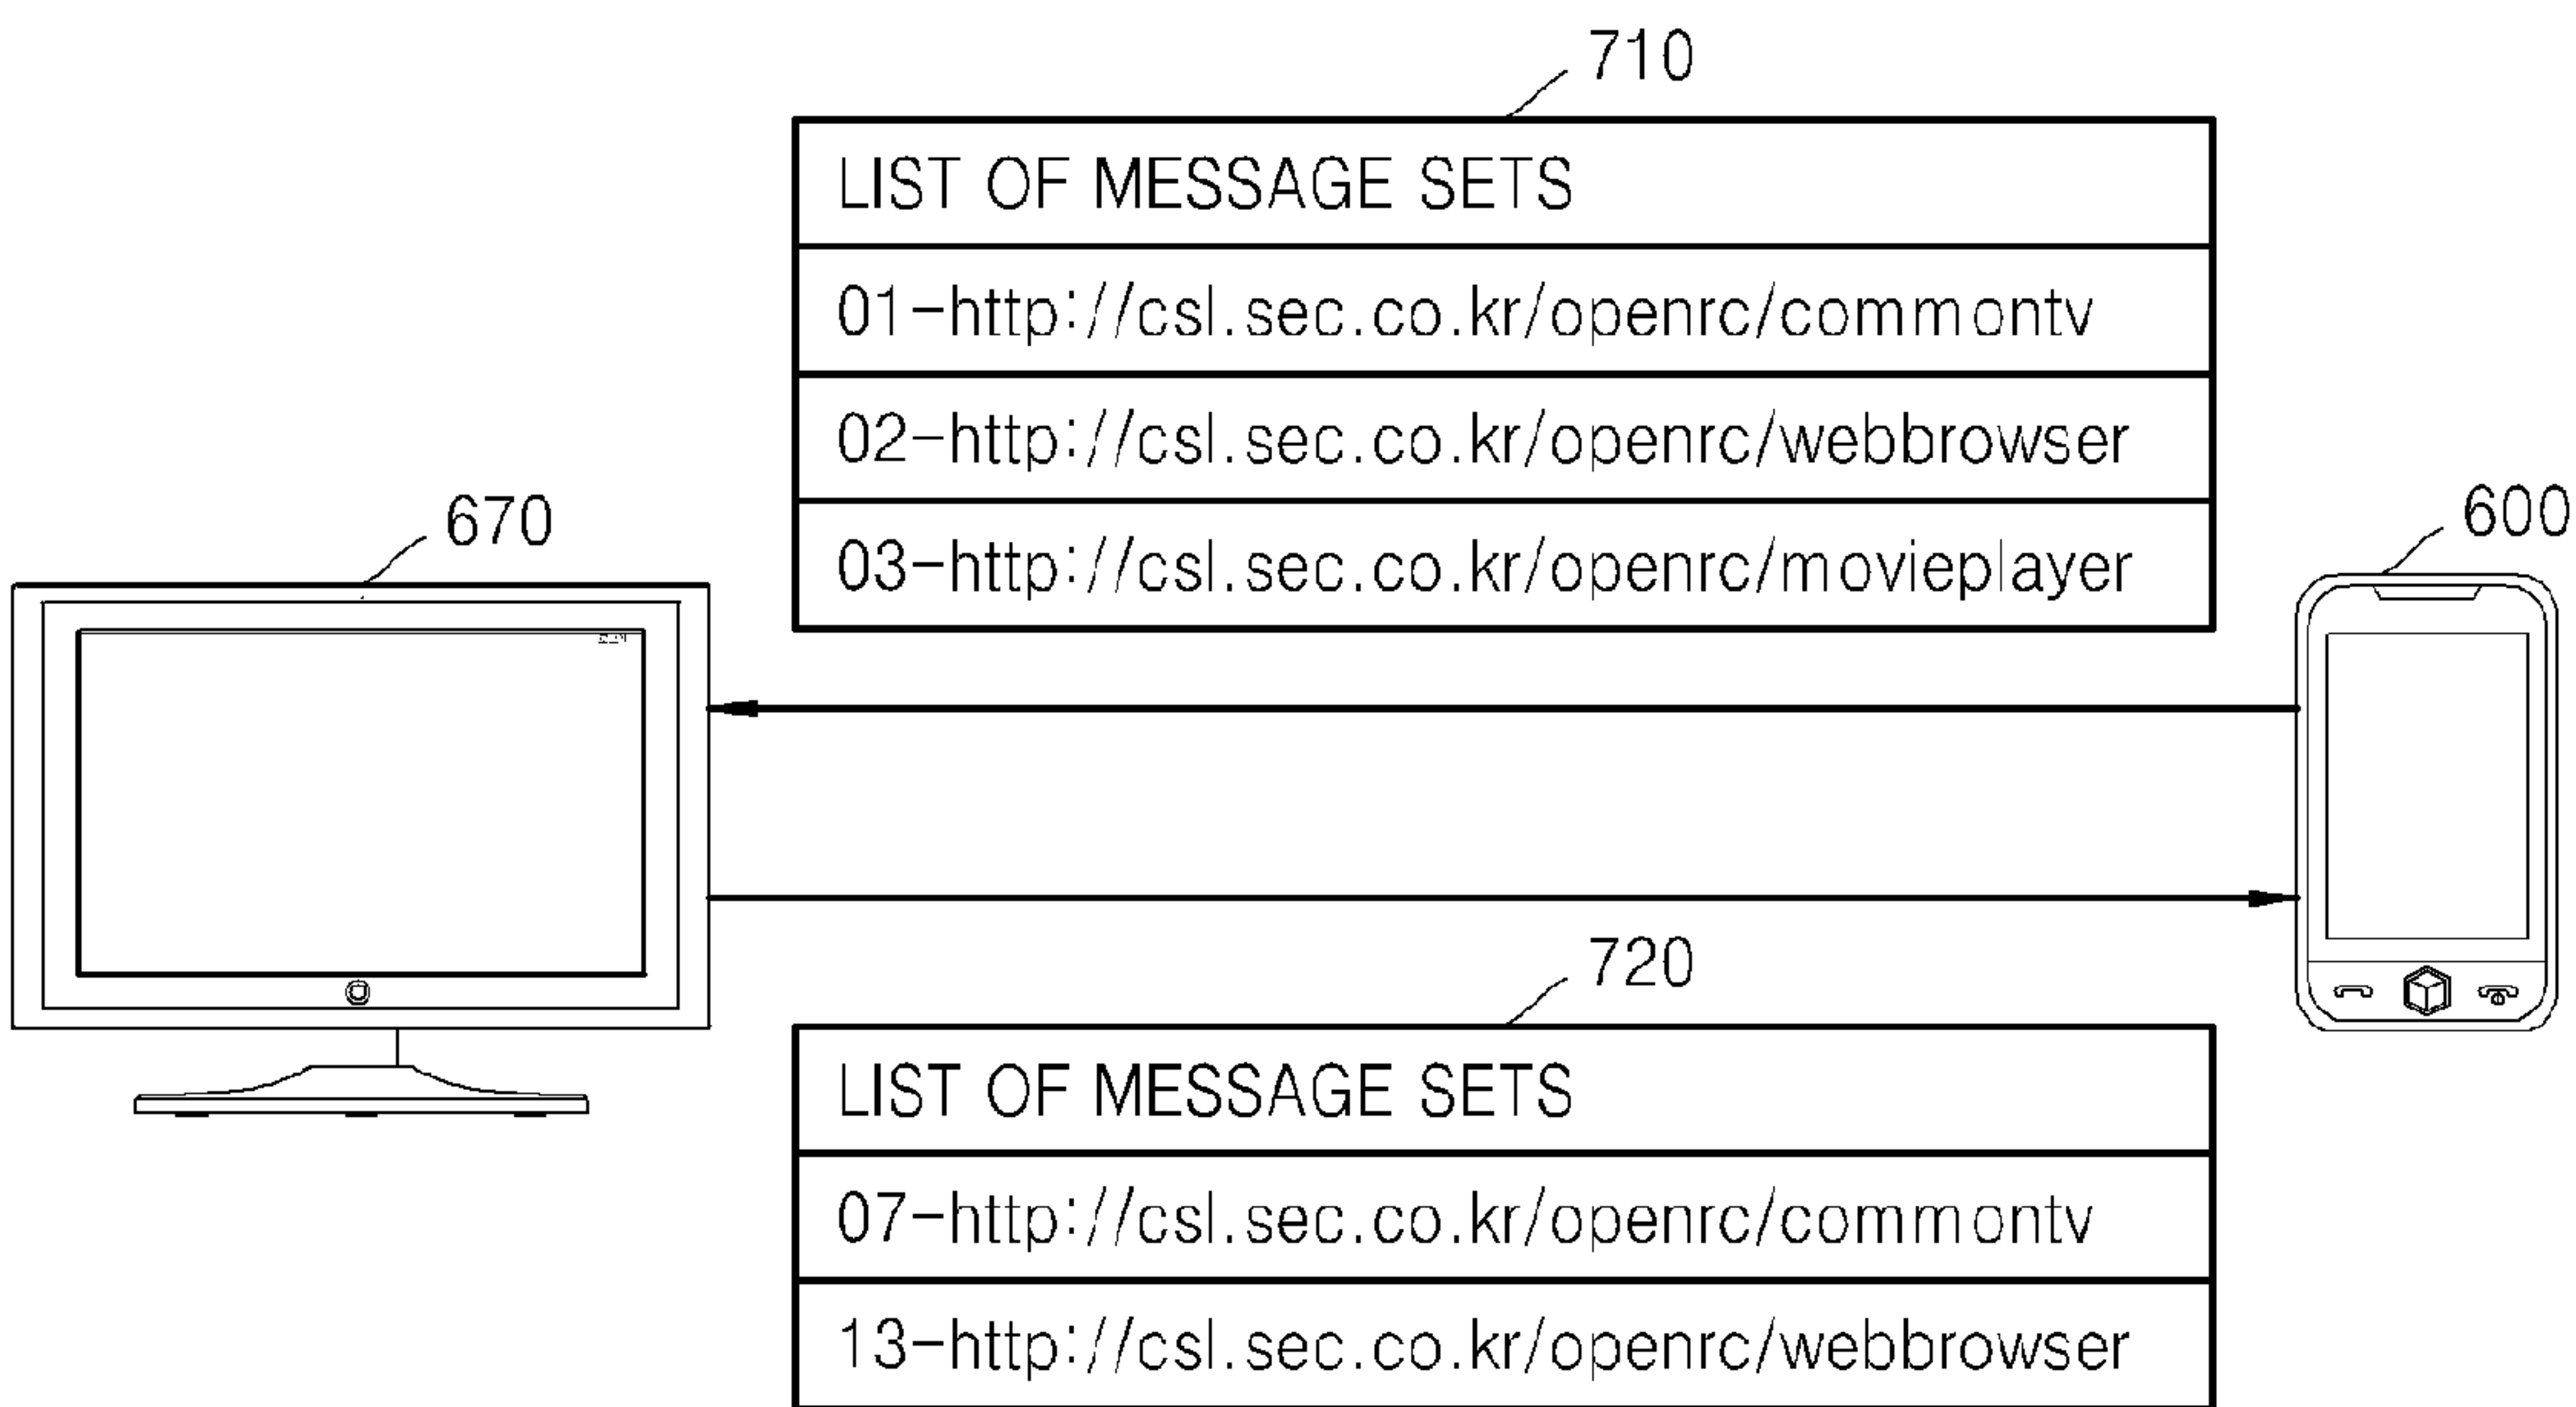 710
LIST OF MESSAGE SETS
01-http://csl.sec.co.kr/openrc/commontv
02-http://csl.sec.co.kr/openrc/webbrowser
03-http://csl.sec.co.kr/openrc/movieplayer
670
600
720
LIST OF MESSAGE SETS
07-http://csl.sec.co.kr/openrc/commontv
13-http://csl.sec.co.kr/openrc/webbrowser